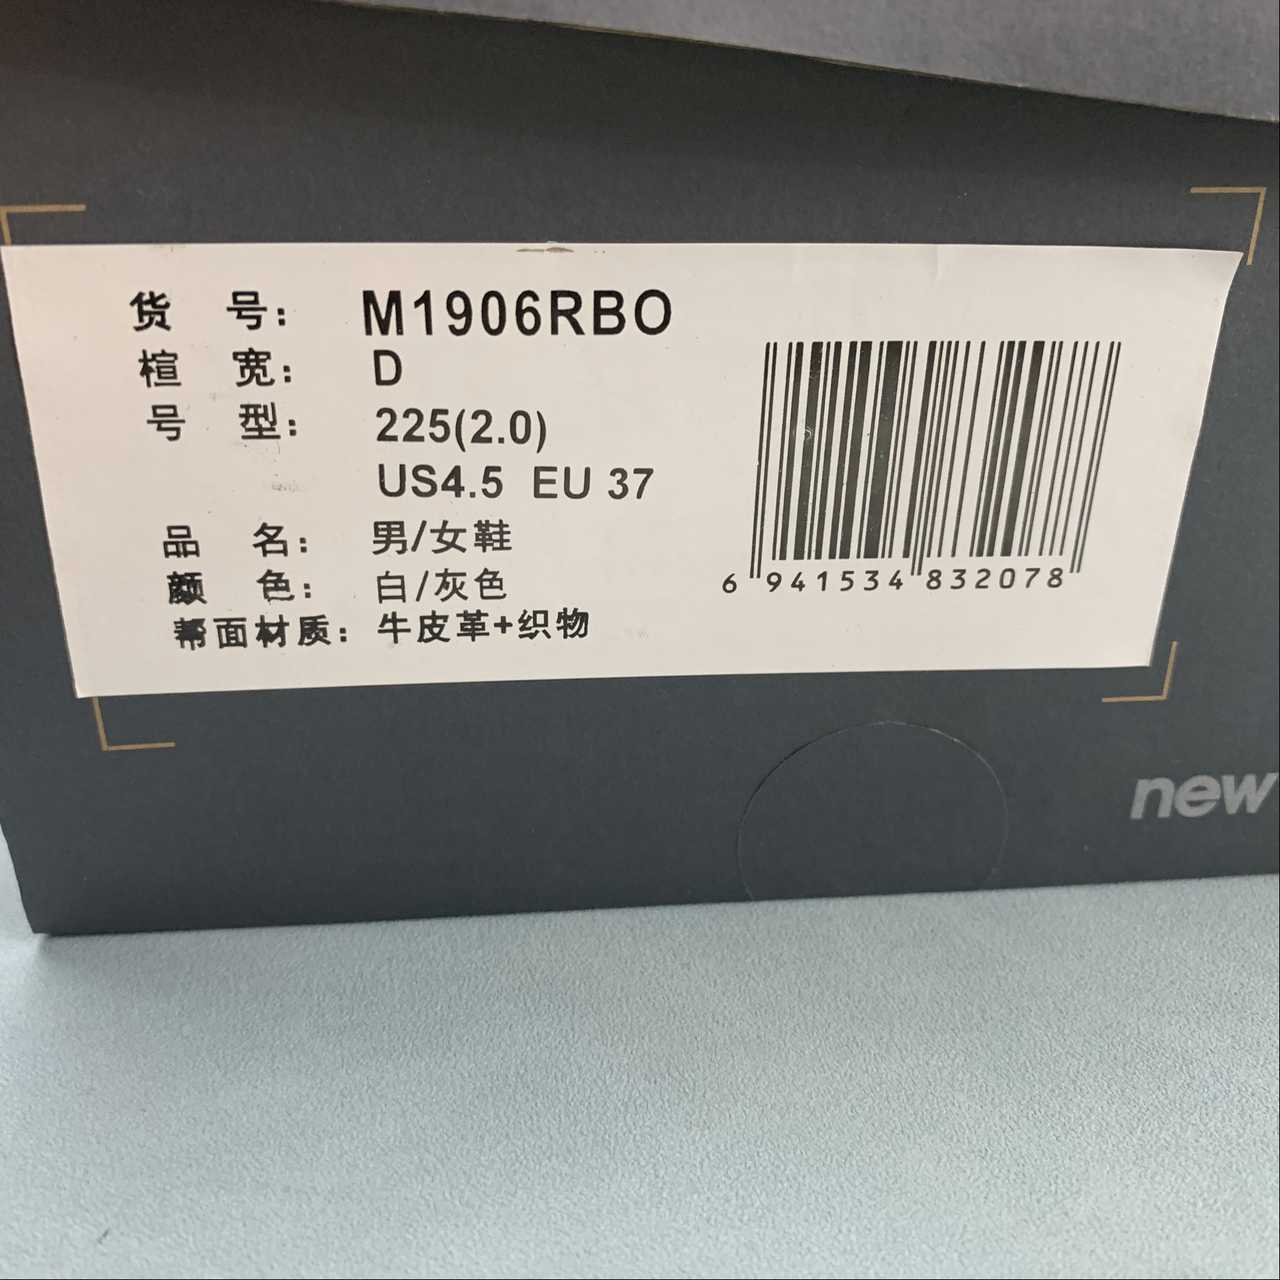 货 号： M1906RBO
楦 宽： D
号 型： 225(2.0)
US4.5 EU 37
品 名： 男/女鞋
颜 色： 白/灰色
帮面材质： 牛皮革+织物
6 941534 832078
new